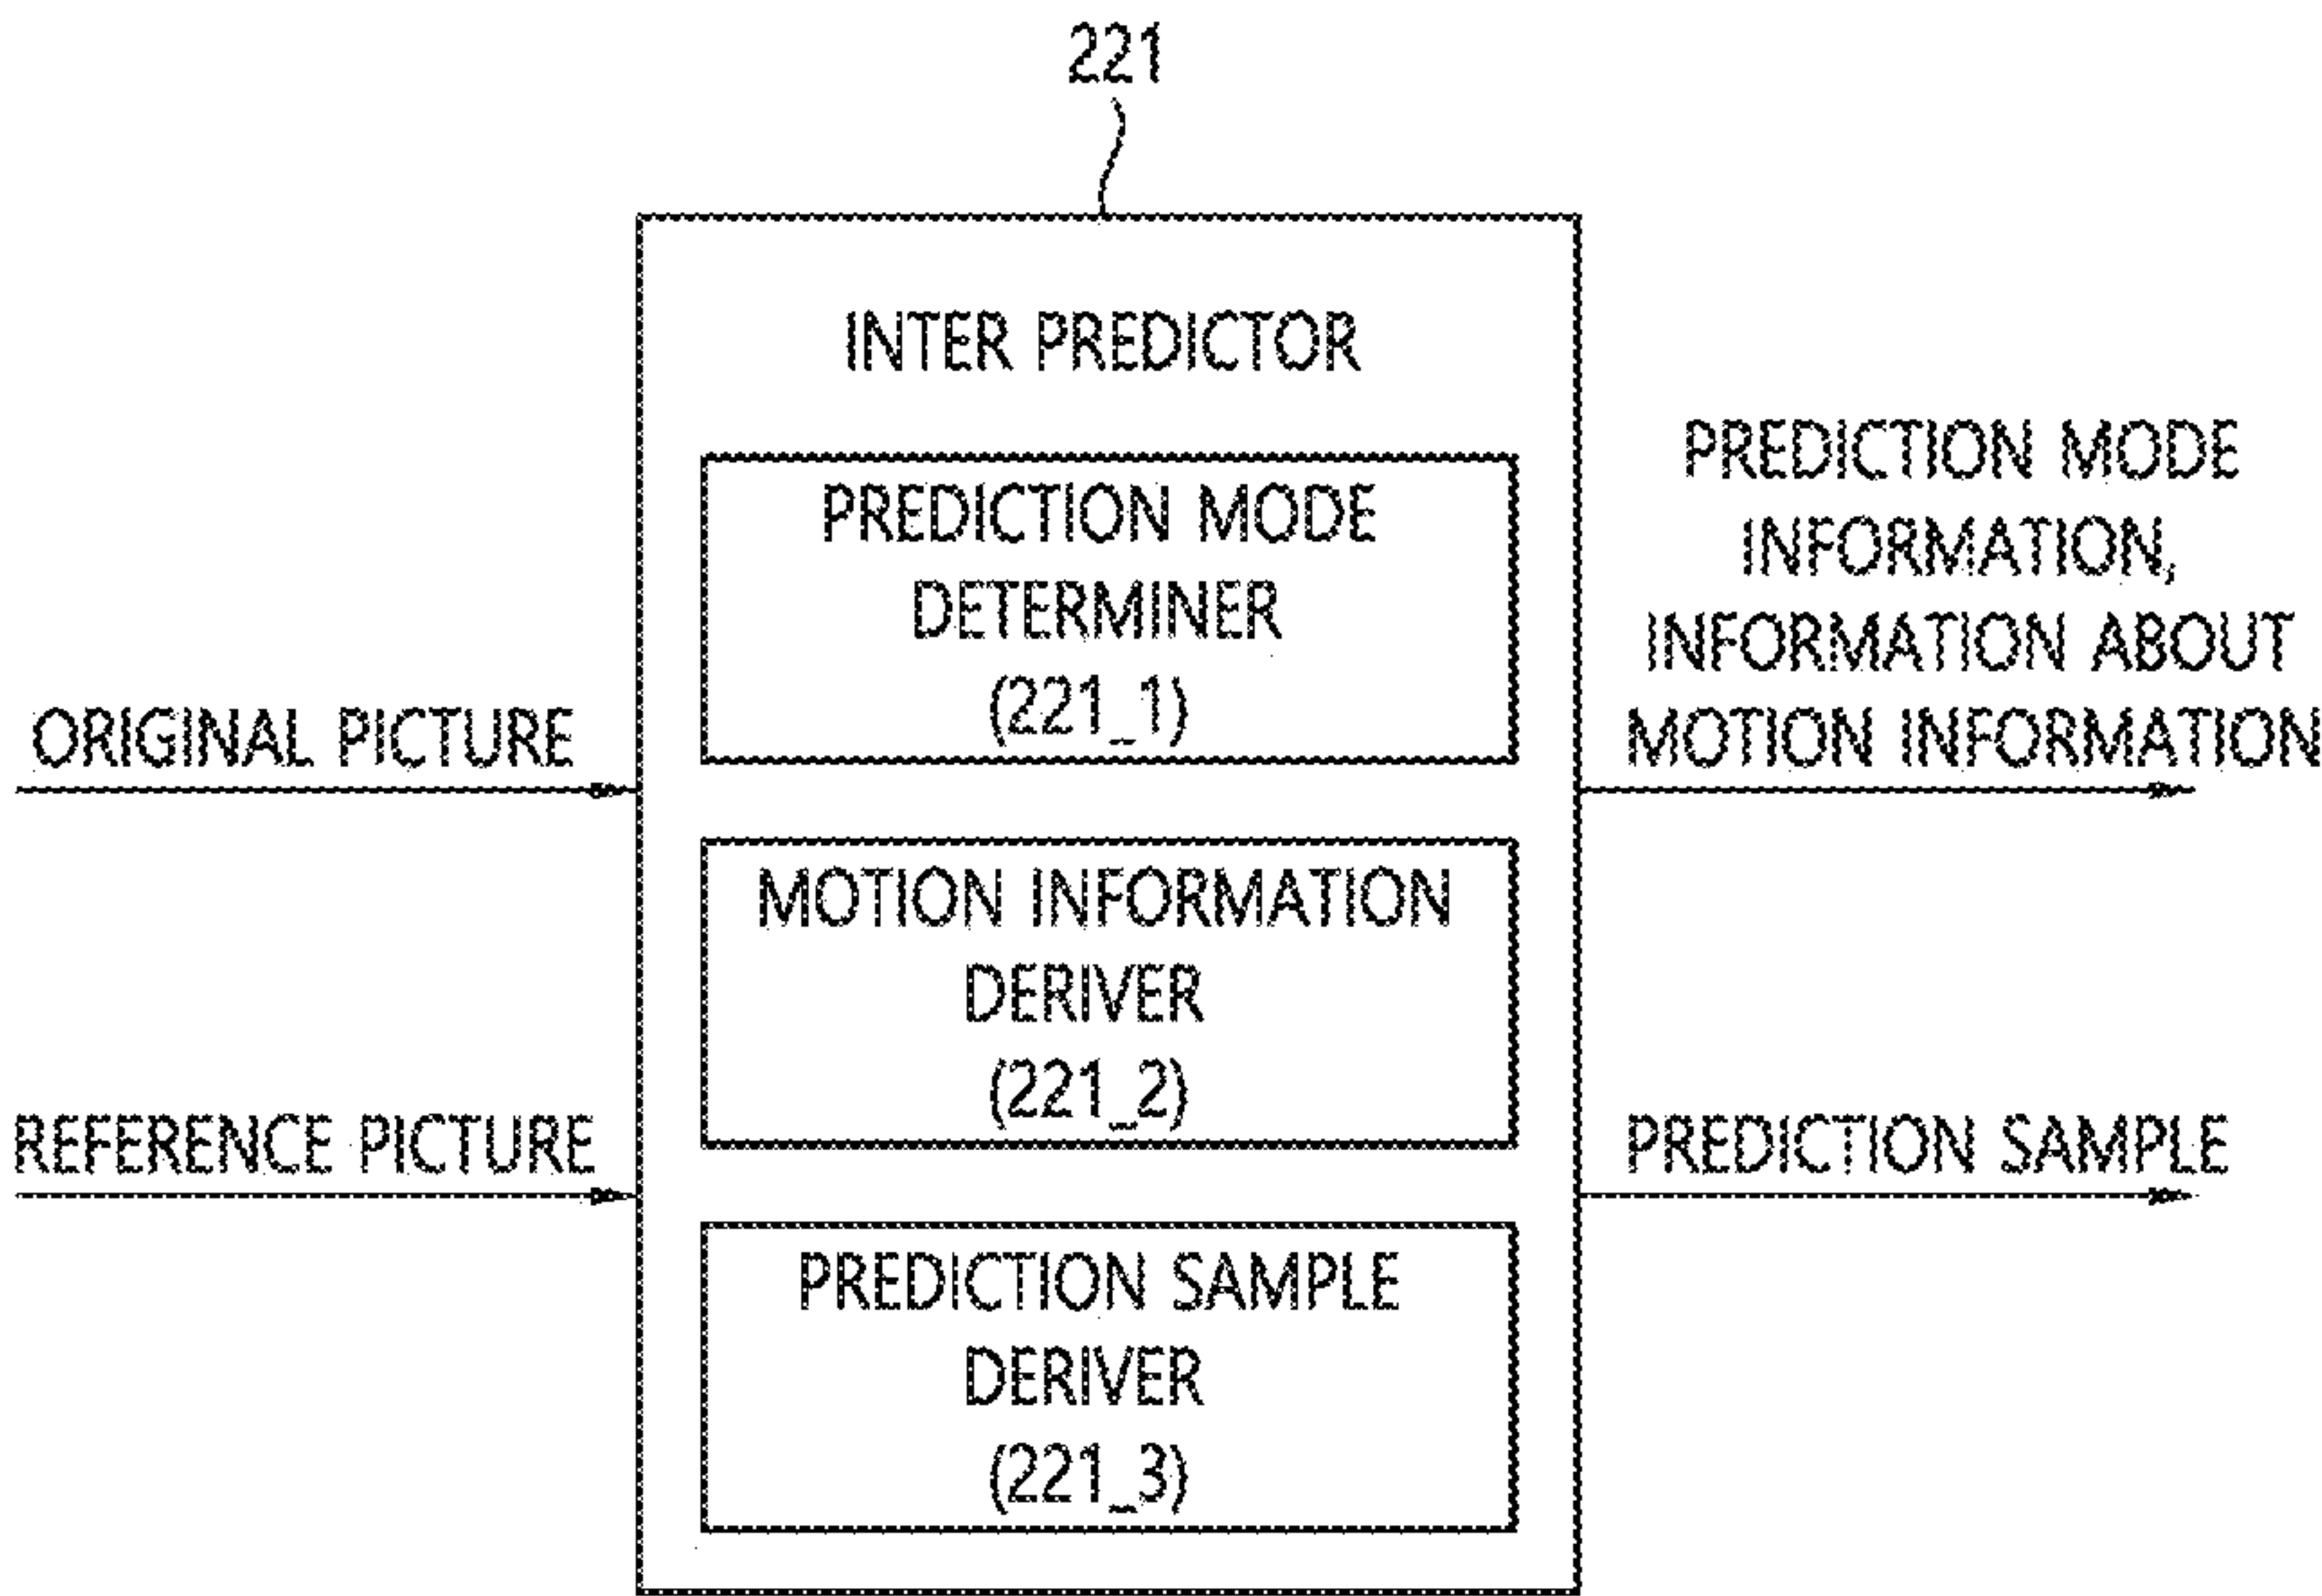 221
INTER PREDICTOR
PREDICTION MODE
DETERMINER
(221_1)
MOTION INFORMATION
DERIVER
(221_2)
PREDICTION SAMPLE
DERIVER
(221_3)
ORIGINAL PICTURE
REFERENCE PICTURE
PREDICTION MODE
INFORMATION,
INFORMATION ABOUT
MOTION INFORMATION
PREDICTION SAMPLE